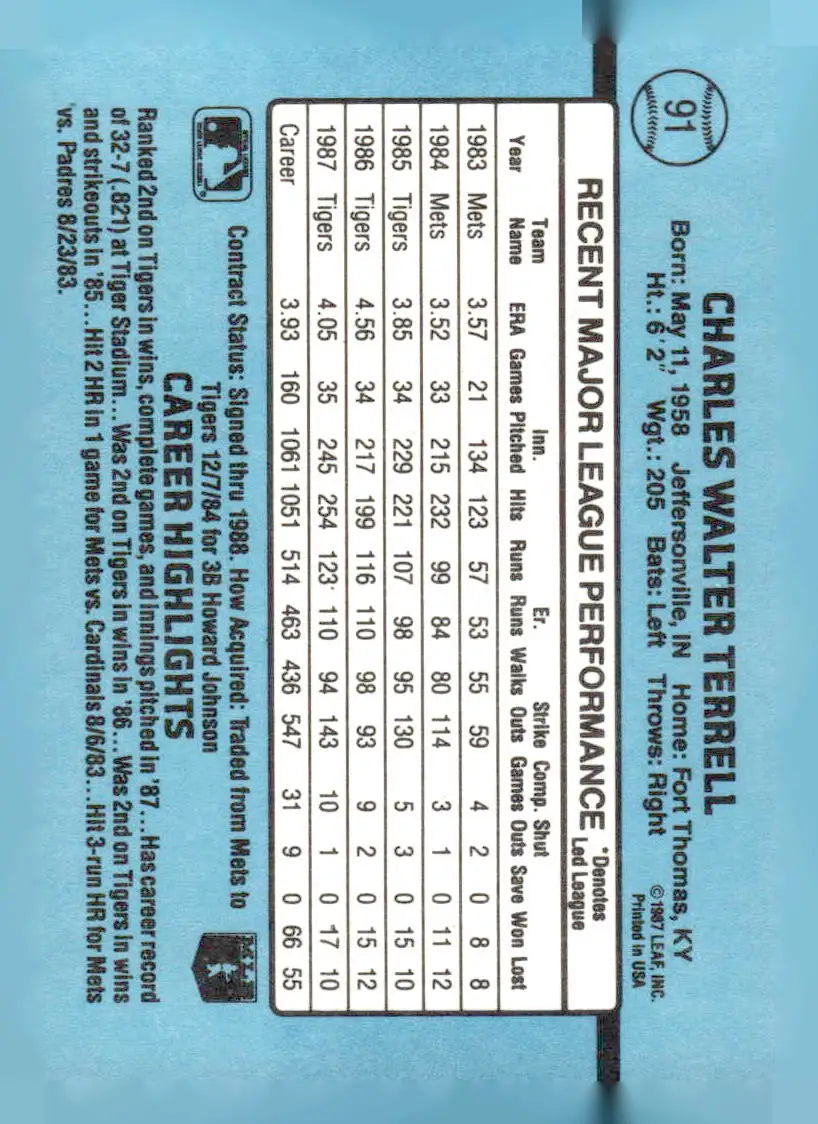 91
CHARLES WALTER TERRELL
Born: May 11, 1958 Jeffersonville, IN Home: Fort Thomas, KY
Ht.: 6'2" Wgt.: 205 Bats: Left Throws: Right
©1987 LEAF, INC.
Printed in USA
RECENT MAJOR LEAGUE PERFORMANCE *Denotes
Led League
Team Inn. Er. Strike Comp. Shut
Year Name ERA Games Pitched Hits Runs Runs Walks Outs Games Outs Save Won Lost
1983 Mets 3.57 21 134 123 57 53 55 59 4 2 0 8 8
1984 Mets 3.52 33 215 232 99 84 80 114 3 1 0 11 12
1985 Tigers 3.85 34 229 221 107 98 95 130 5 3 0 15 10
1986 Tigers 4.56 34 217 199 116 110 98 93 9 2 0 15 12
1987 Tigers 4.05 35 245 254 123 110 94 143 10 1 0 17 10
Career 3.93 160 1061 1051 514 463 436 547 31 9 0 66 55
Contract Status: Signed thru 1988. How Acquired: Traded from Mets to
Tigers 12/7/84 for 3B Howard Johnson
CAREER HIGHLIGHTS
Ranked 2nd on Tigers in wins, complete games, and innings pitched in '87...Has career record
of 32-7 (.821) at Tiger Stadium...Was 2nd on Tigers in wins in '86...Was 2nd on Tigers in wins
and strikeouts in '85...Hit 2 HR in 1 game for Mets vs. Cardinals 8/6/83...Hit 3-run HR for Mets
vs. Padres 8/23/83.